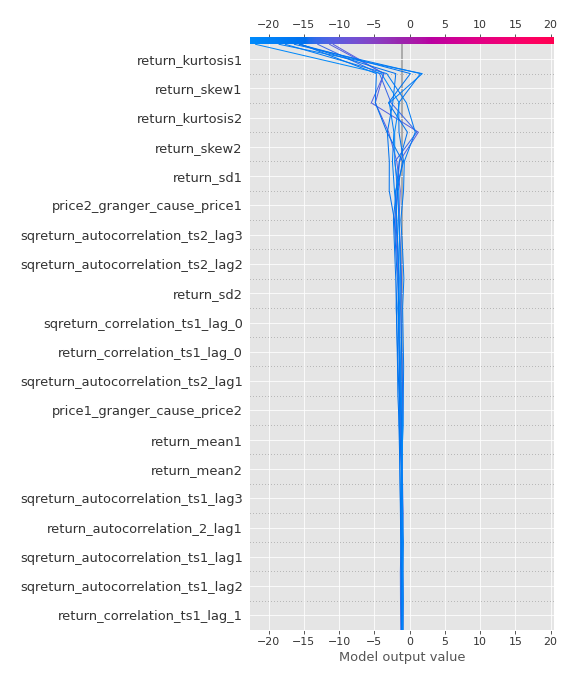 −20 −15 −10 −5 0 5 10 15 20
return_kurtosis1
return_skew1
return_kurtosis2
return_skew2
return_sd1
price2_granger_cause_price1
sqreturn_autocorrelation_ts2_lag3
sqreturn_autocorrelation_ts2_lag2
return_sd2
sqreturn_correlation_ts1_lag_0
return_correlation_ts1_lag_0
sqreturn_autocorrelation_ts2_lag1
price1_granger_cause_price2
return_mean1
return_mean2
sqreturn_autocorrelation_ts1_lag3
return_autocorrelation_2_lag1
sqreturn_autocorrelation_ts1_lag1
sqreturn_autocorrelation_ts1_lag2
return_correlation_ts1_lag_1
−20 −15 −10 −5 0 5 10 15 20
Model output value